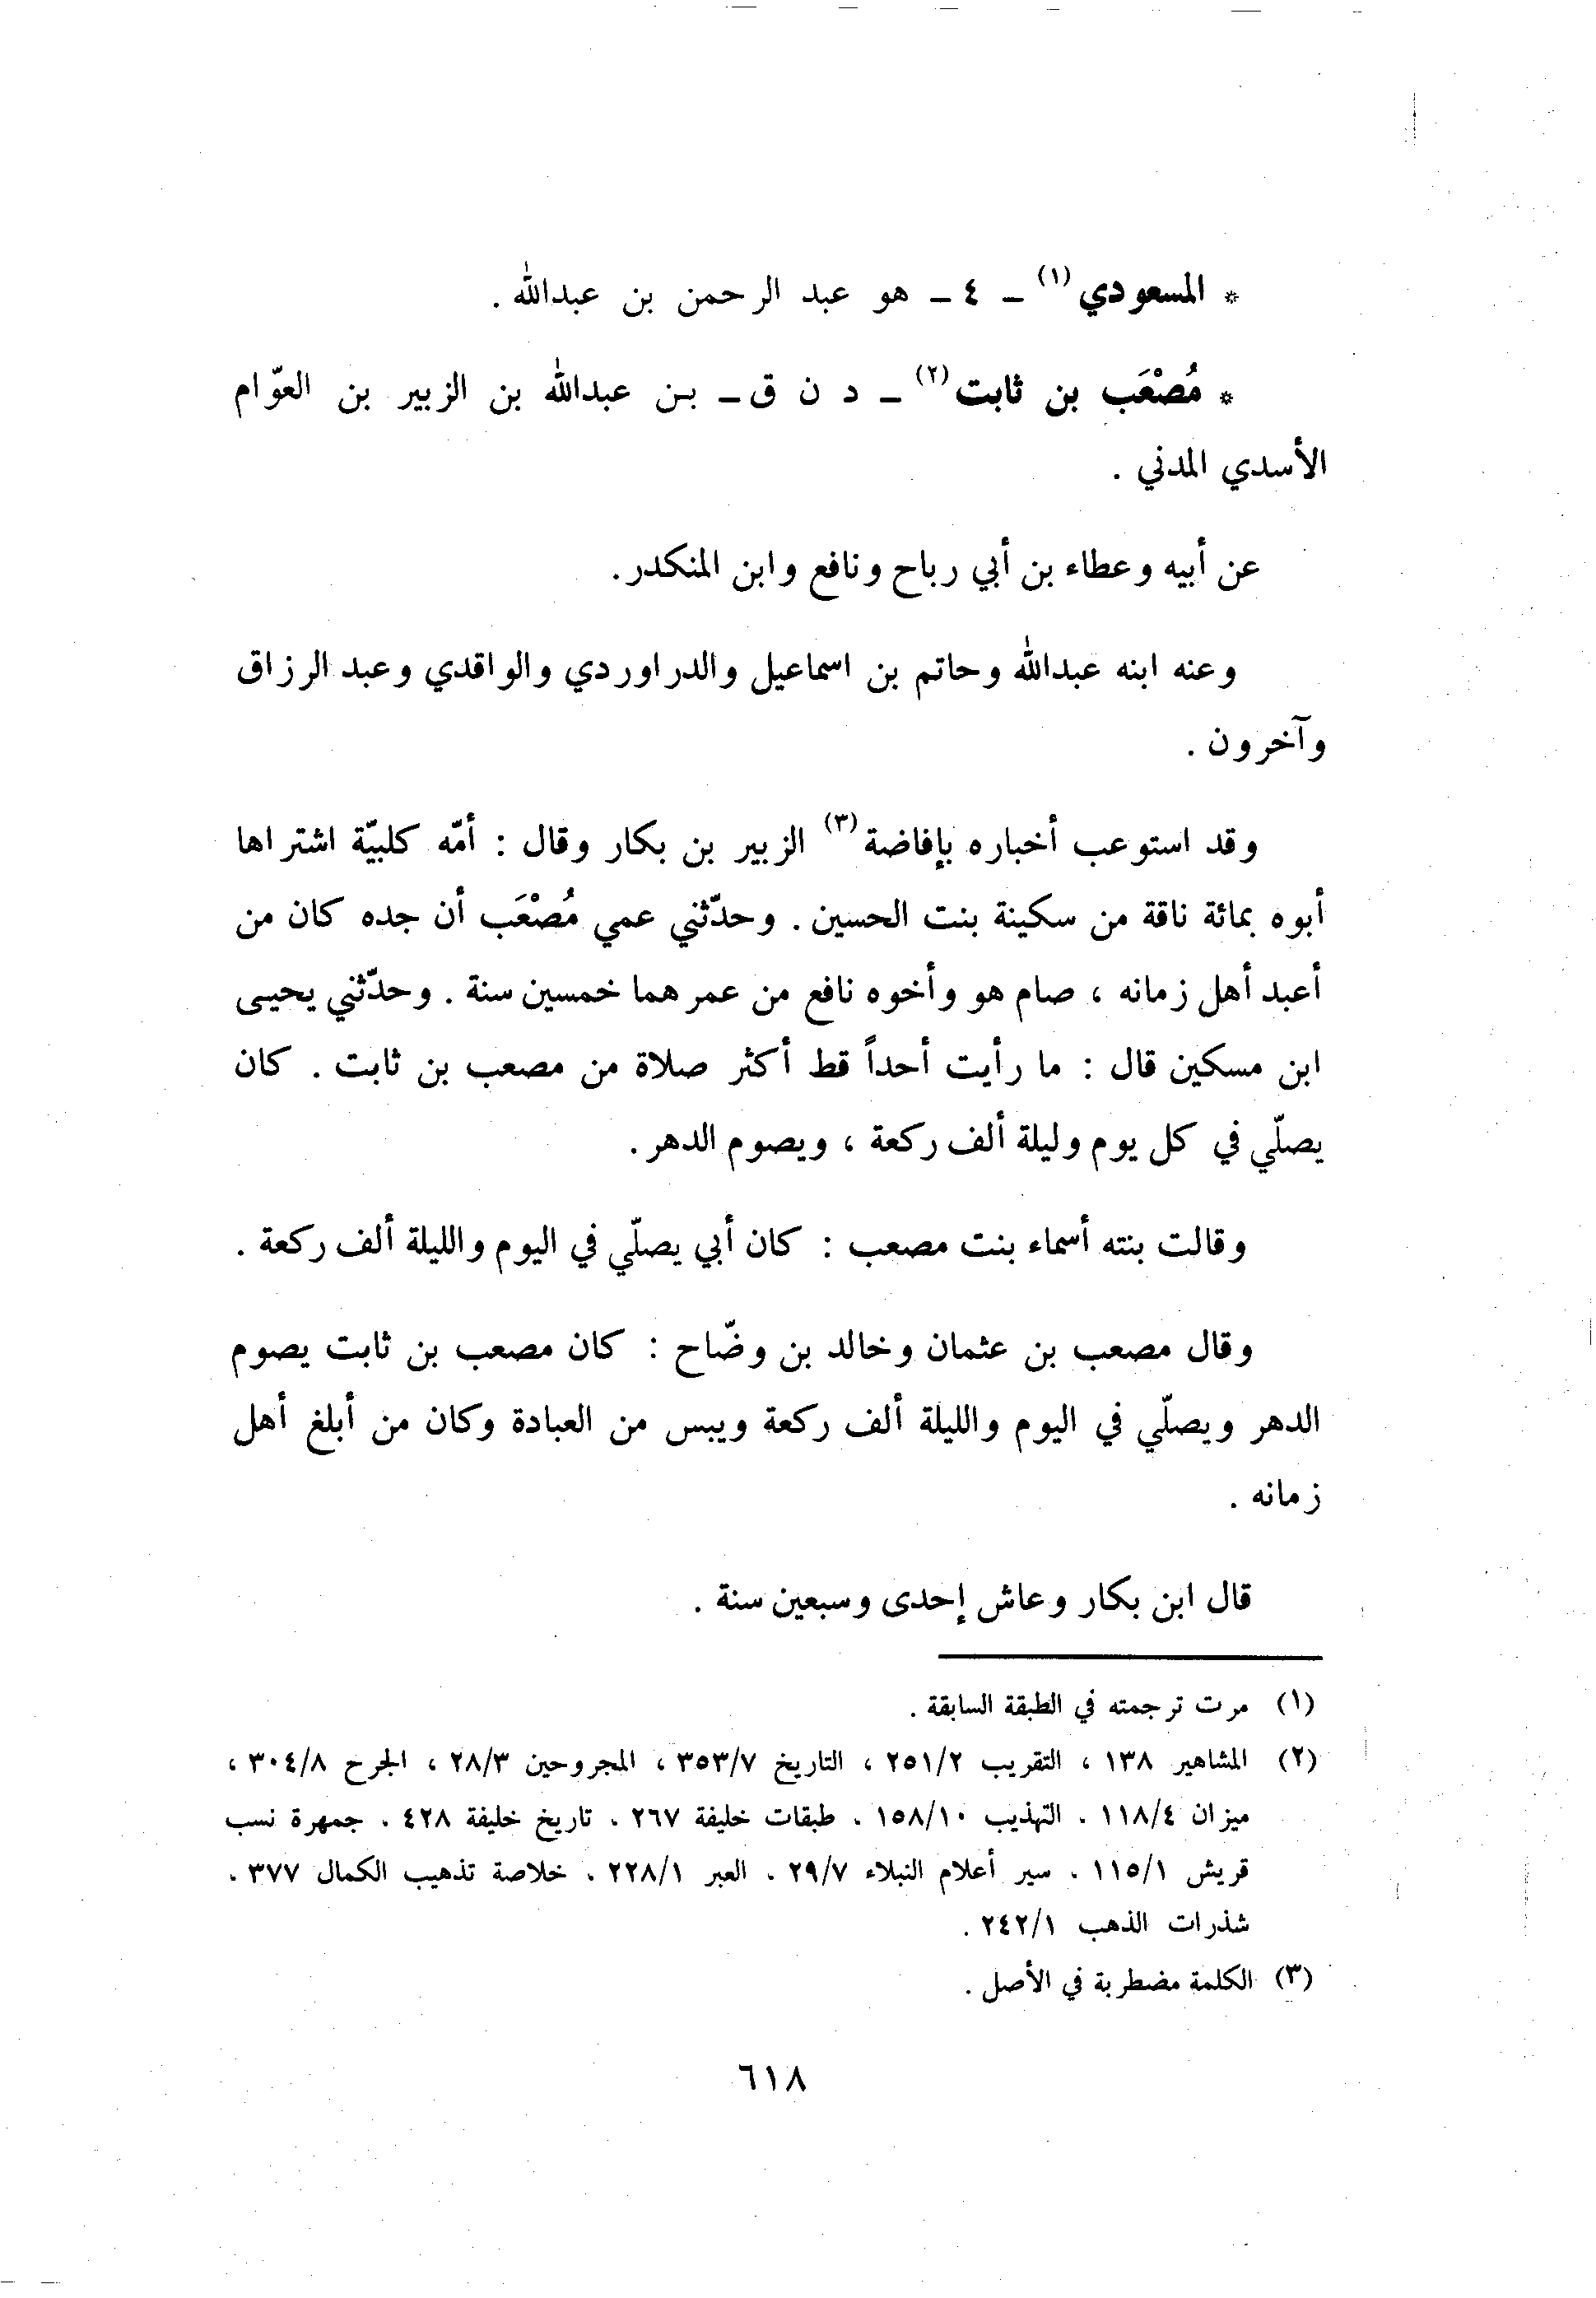 * المسعودي (١) ــ ٤ ــ هو عبد الرحمن بن عبدالله .
* مُصْعَب بن ثابت (٢) ــ د ن ق ــ بن عبدالله بن الزبير بن العوّام
الأسدي المدني .
عن أبيه وعطاء بن أبي رباح ونافع وابن المنكدر .
وعنه ابنه عبدالله وحاتم بن اسماعيل والدراوردي والواقدي وعبد الرزاق
وآخرون .
وقد استوعب أخباره بإفاضة (٣) الزبير بن بكار وقال : أمّه كلبيّة اشتراها
أبوه بمائة ناقة من سكينة بنت الحسين . وحدّثني عمي مُصْعَب أن جده كان من
أعبد أهل زمانه ، صام هو وأخوه نافع من عمرهما خمسين سنة . وحدّثني يحيى
ابن مسكين قال : ما رأيت أحداً قط أكثر صلاة من مصعب بن ثابت . كان
يصلّي في كل يوم وليلة ألف ركعة ، ويصوم الدهر .
وقالت بنته أسماء بنت مصعب : كان أبي يصلّي في اليوم والليلة ألف ركعة .
وقال مصعب بن عثمان وخالد بن وضّاح : كان مصعب بن ثابت يصوم
الدهر ويصلّي في اليوم والليلة ألف ركعة ويبس من العبادة وكان من أبلغ أهل
زمانه .
قال ابن بكار وعاش إحدى وسبعين سنة .
(١) مرت ترجمته في الطبقة السابقة .
(٢) المشاهير ١٣٨ ، التقريب ٢٥١/٢ ، التاريخ ٣٥٣/٧ ، المجروحين ٢٨/٣ ، الجرح ٣٠٤/٨ ،
ميزان ١١٨/٤ . التهذيب ١٥٨/١٠ . طبقات خليفة ٢٦٧ . تاريخ خليفة ٤٢٨ . جمهرة نسب
قريش ١١٥/١ . سير أعلام النبلاء ٢٩/٧ . العبر ٢٢٨/١ . خلاصة تذهيب الكمال ٣٧٧ .
شذرات الذهب ٢٤٢/١ .
(٣) الكلمة مضطربة في الأصل .
٦١٨